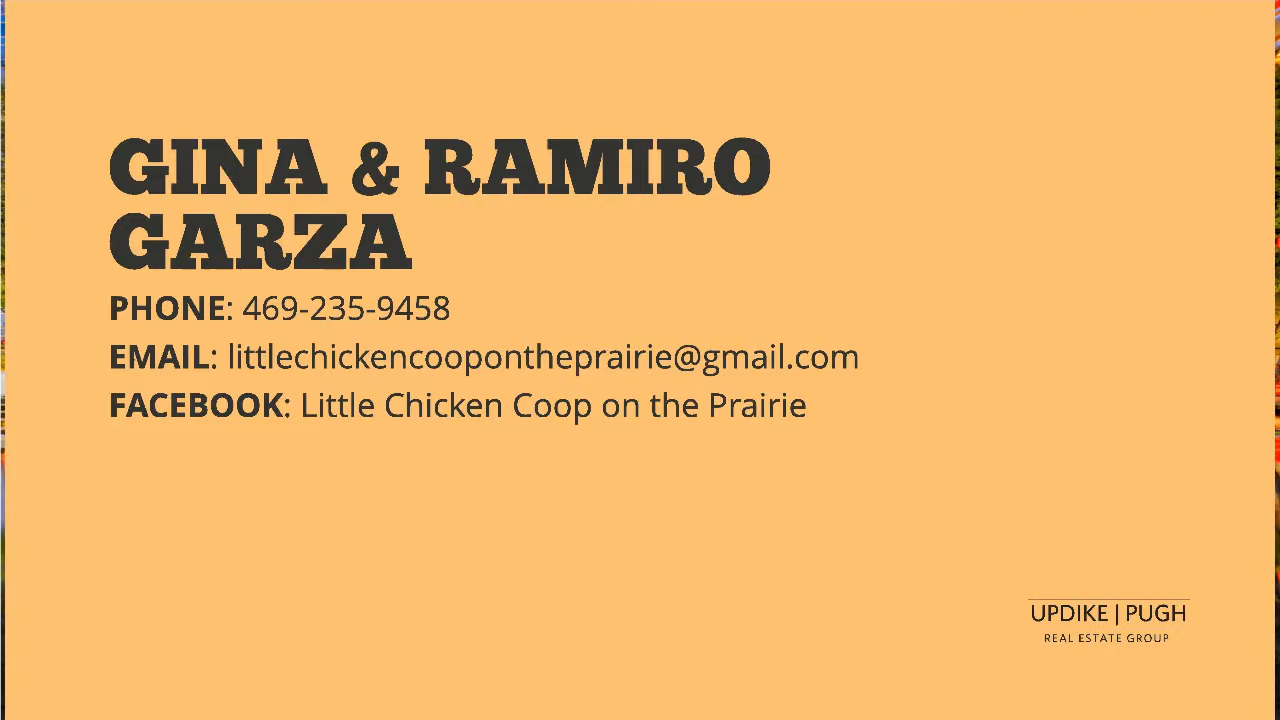 GINA & RAMIRO
GARZA
PHONE: 469-235-9458
EMAIL: littlechickencoopontheprairie@gmail.com
FACEBOOK: Little Chicken Coop on the Prairie
UPDIKE | PUGH
REAL ESTATE GROUP